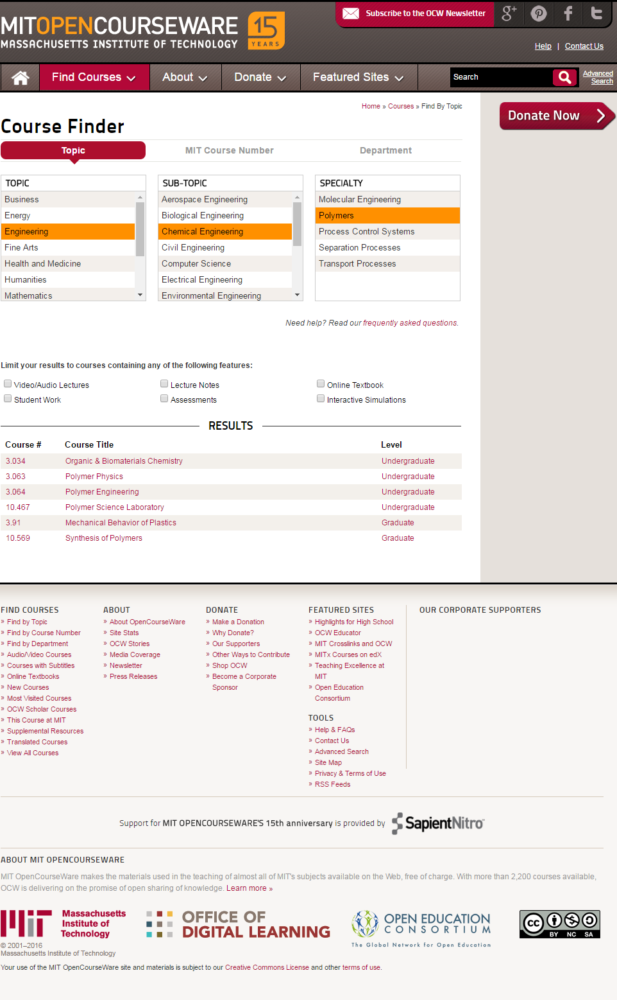 Subscribe to the OCW Newsletter
g+
MITOPENCOURSEWARE 15 YEARS
MASSACHUSETTS INSTITUTE OF TECHNOLOGY
Help | Contact Us
Find Courses About Donate Featured Sites Search Advanced Search
Home » Courses » Find By Topic
Donate Now
Course Finder
Topic MIT Course Number Department
TOPIC
Business
Energy
Engineering
Fine Arts
Health and Medicine
Humanities
Mathematics
SUB-TOPIC
Aerospace Engineering
Biological Engineering
Chemical Engineering
Civil Engineering
Computer Science
Electrical Engineering
Environmental Engineering
SPECIALTY
Molecular Engineering
Polymers
Process Control Systems
Separation Processes
Transport Processes
Need help? Read our frequently asked questions.
Limit your results to courses containing any of the following features:
Video/Audio Lectures Lecture Notes Online Textbook
Student Work Assessments Interactive Simulations
RESULTS
Course # Course Title Level
3.034 Organic & Biomaterials Chemistry Undergraduate
3.063 Polymer Physics Undergraduate
3.064 Polymer Engineering Undergraduate
10.467 Polymer Science Laboratory Undergraduate
3.91 Mechanical Behavior of Plastics Graduate
10.569 Synthesis of Polymers Graduate
FIND COURSES
» Find by Topic
» Find by Course Number
» Find by Department
» Audio/Video Courses
» Courses with Subtitles
» Online Textbooks
» New Courses
» Most Visited Courses
» OCW Scholar Courses
» This Course at MIT
» Supplemental Resources
» Translated Courses
» View All Courses
ABOUT
» About OpenCourseWare
» Site Stats
» OCW Stories
» Media Coverage
» Newsletter
» Press Releases
DONATE
» Make a Donation
» Why Donate?
» Our Supporters
» Other Ways to Contribute
» Shop OCW
» Become a Corporate
Sponsor
FEATURED SITES
» Highlights for High School
» OCW Educator
» MIT Crosslinks and OCW
» MITx Courses on edX
» Teaching Excellence at
MIT
» Open Education
Consortium
TOOLS
» Help & FAQs
» Contact Us
» Advanced Search
» Site Map
» Privacy & Terms of Use
» RSS Feeds
OUR CORPORATE SUPPORTERS
Support for MIT OPENCOURSEWARE'S 15th anniversary is provided by SapientNitro
ABOUT MIT OPENCOURSEWARE
MIT OpenCourseWare makes the materials used in the teaching of almost all of MIT's subjects available on the Web, free of charge. With more than 2,200 courses available,
OCW is delivering on the promise of open sharing of knowledge. Learn more »
MIT Massachusetts
Institute of
Technology
OFFICE OF
DIGITAL LEARNING
OPEN EDUCATION
CONSORTIUM
The Global Network for Open Education
cc BY NC SA
© 2001–2016
Massachusetts Institute of Technology
Your use of the MIT OpenCourseWare site and materials is subject to our Creative Commons License and other terms of use.